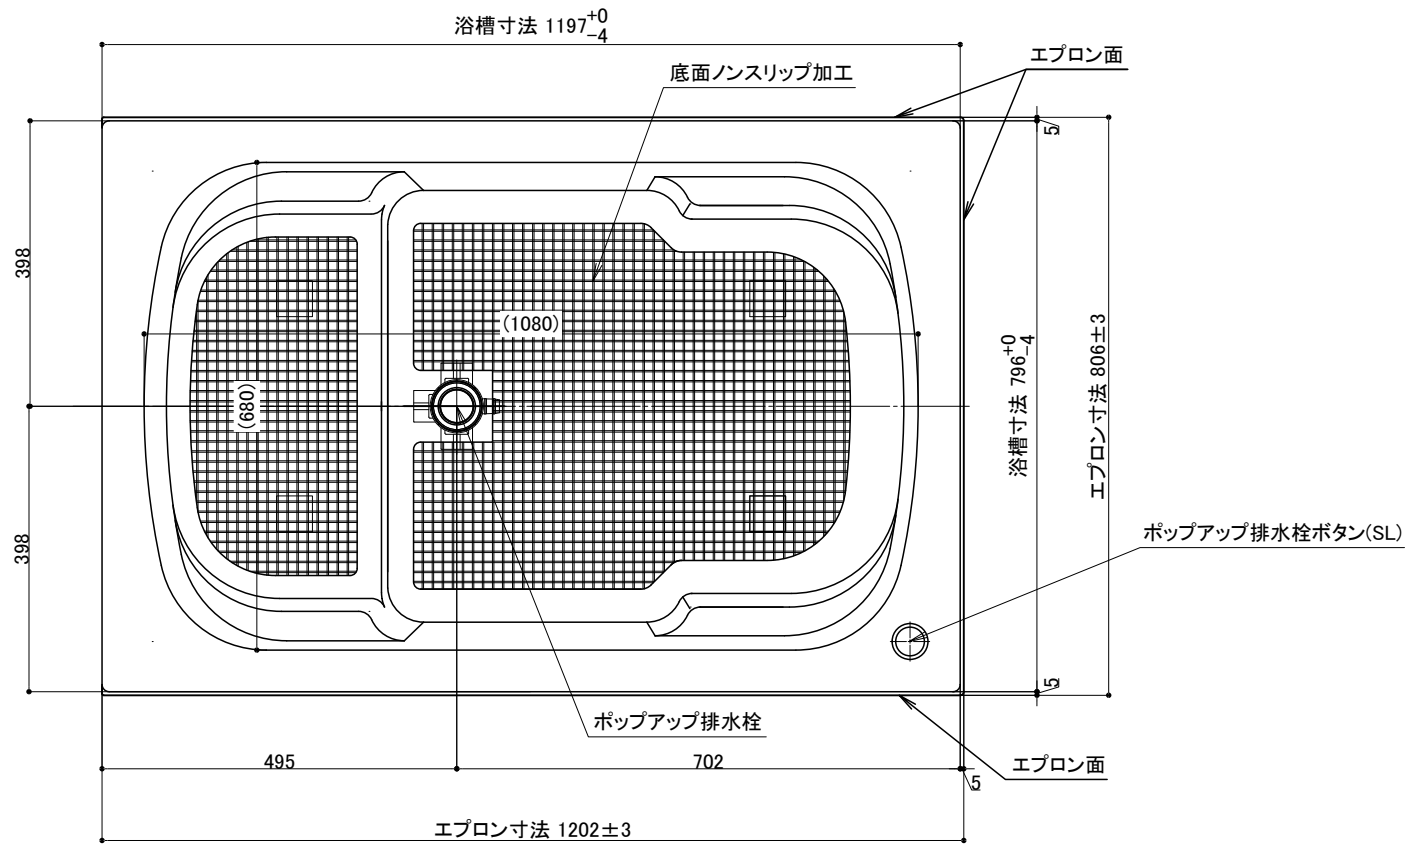 浴槽寸法 1197+0-4
エプロン面
底面ノンスリップ加工
5
398
(1080)
(680)
浴槽寸法 796+0-4
エプロン寸法 806±3
398
ポップアップ排水栓ボタン(SL)
5
ポップアップ排水栓
495
702
エプロン面
5
エプロン寸法 1202±3